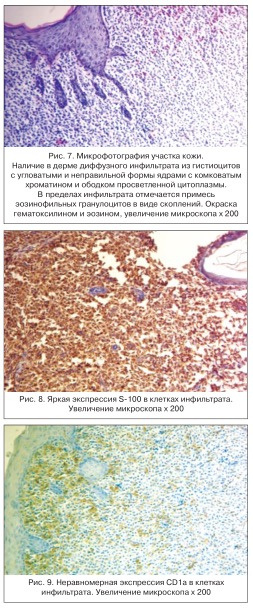 Рис. 7. Микрофотография участка кожи.
Наличие в дерме диффузного инфильтрата из гистиоцитов
с угловатыми и неправильной формы ядрами с комковатым
хроматином и ободком просветленной цитоплазмы.
В пределах инфильтрата отмечается примесь
эозинофильных гранулоцитов в виде скоплений. Окраска
гематоксилином и эозином, увеличение микроскопа x 200
Рис. 8. Яркая экспрессия S-100 в клетках инфильтрата.
Увеличение микроскопа x 200
Рис. 9. Неравномерная экспрессия CD1a в клетках
инфильтрата. Увеличение микроскопа x 200